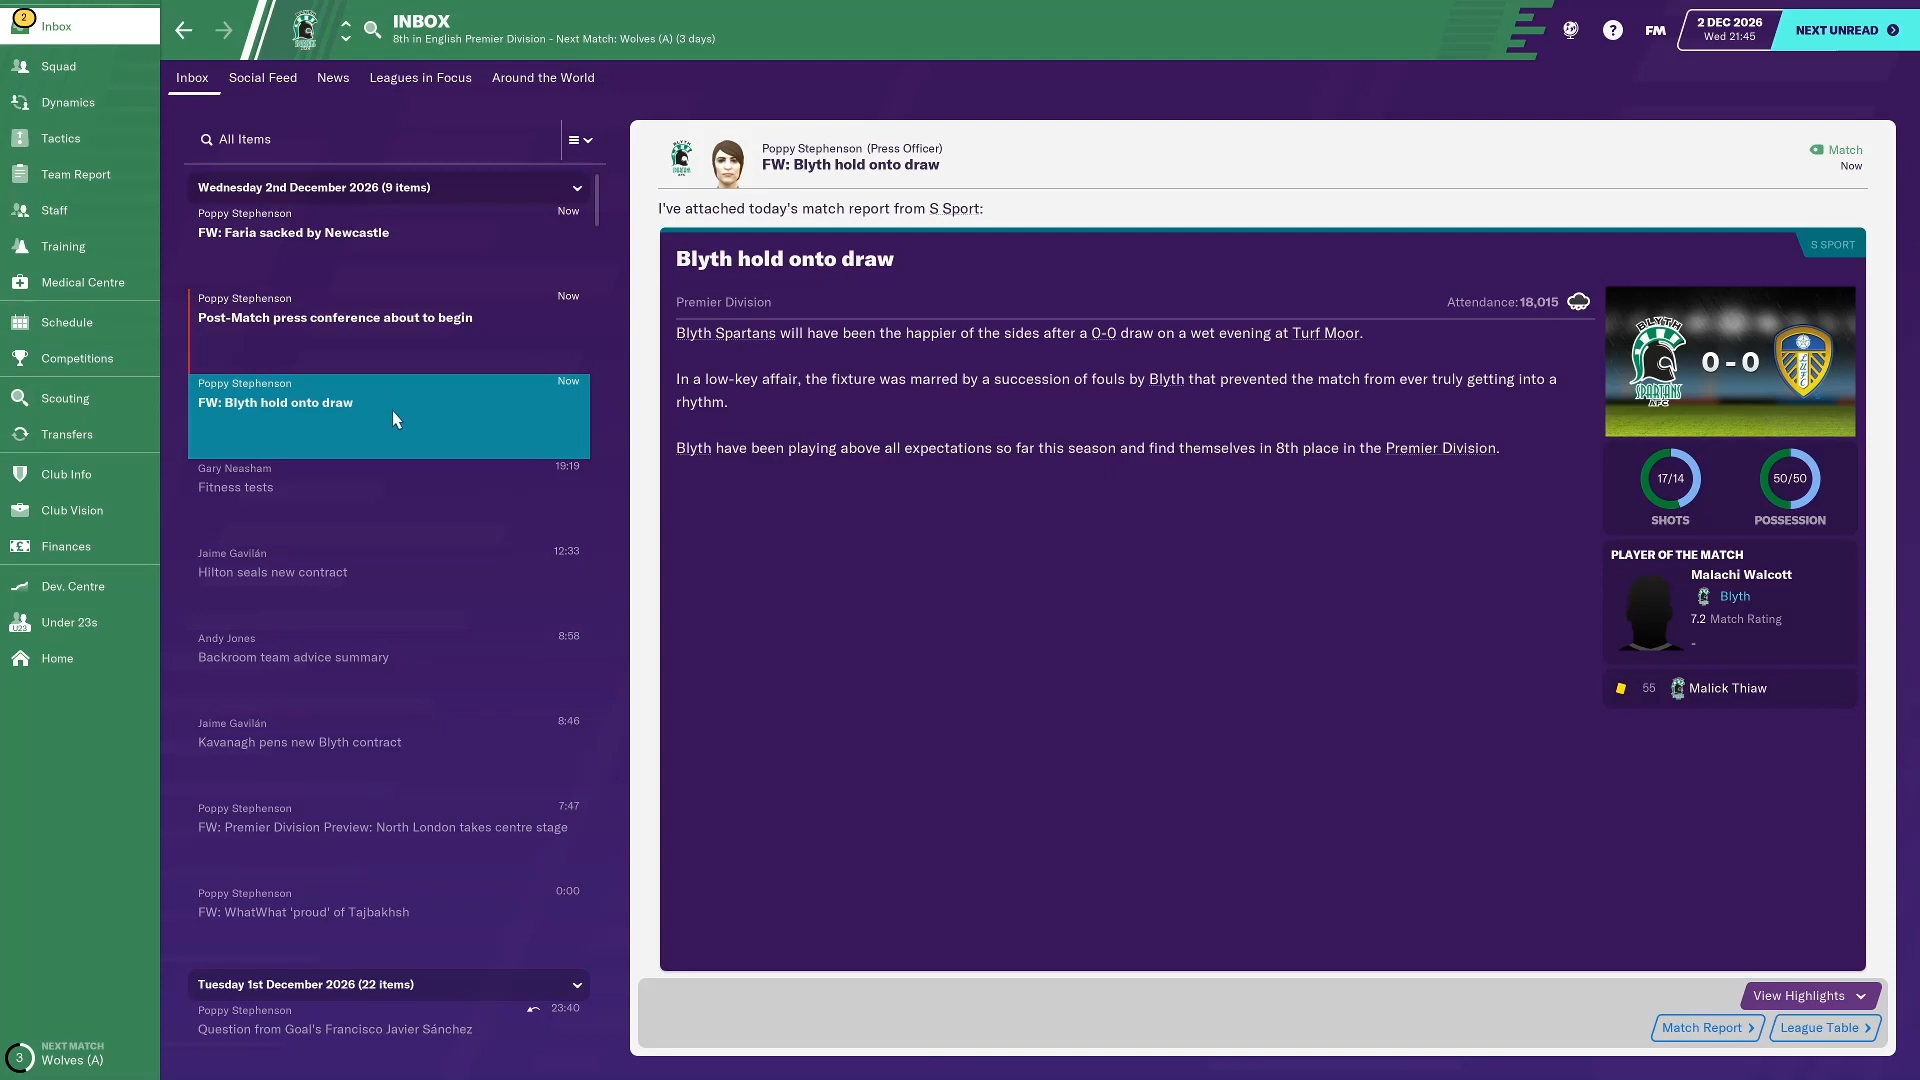 2
Inbox
Squad
Dynamics
Tactics
Team Report
Staff
Training
Medical Centre
Schedule
Competitions
Scouting
Transfers
Club Info
Club Vision
Finances
Dev. Centre
U23
Under 23s
Home
3
NEXT MATCH
Wolves (A)
INBOX
8th in English Premier Division - Next Match: Wolves (A) (3 days)
FM
2 DEC 2026
Wed 21:45
NEXT UNREAD
Inbox
Social Feed
News
Leagues in Focus
Around the World
All Items
Wednesday 2nd December 2026 (9 items)
Poppy Stephenson
Now
FW: Faria sacked by Newcastle
Poppy Stephenson
Now
Post-Match press conference about to begin
Poppy Stephenson
Now
FW: Blyth hold onto draw
Gary Neasham
19:19
Fitness tests
Jaime Gavilán
12:33
Hilton seals new contract
Andy Jones
8:58
Backroom team advice summary
Jaime Gavilán
8:46
Kavanagh pens new Blyth contract
Poppy Stephenson
7:47
FW: Premier Division Preview: North London takes centre stage
Poppy Stephenson
0:00
FW: WhatWhat 'proud' of Tajbakhsh
Tuesday 1st December 2026 (22 items)
Poppy Stephenson
23:40
Question from Goal's Francisco Javier Sánchez
Poppy Stephenson (Press Officer)
FW: Blyth hold onto draw
Match
Now
I've attached today's match report from S Sport:
S SPORT
Blyth hold onto draw
Premier Division
Attendance: 18,015
Blyth Spartans will have been the happier of the sides after a 0-0 draw on a wet evening at Turf Moor.
In a low-key affair, the fixture was marred by a succession of fouls by Blyth that prevented the match from ever truly getting into a
rhythm.
Blyth have been playing above all expectations so far this season and find themselves in 8th place in the Premier Division.
BLYTH
SPARTANS
AFC
0 - 0
LUFC
17/14
SHOTS
50/50
POSSESSION
PLAYER OF THE MATCH
Malachi Walcott
Blyth
7.2 Match Rating
-
55
Malick Thiaw
View Highlights
Match Report
League Table